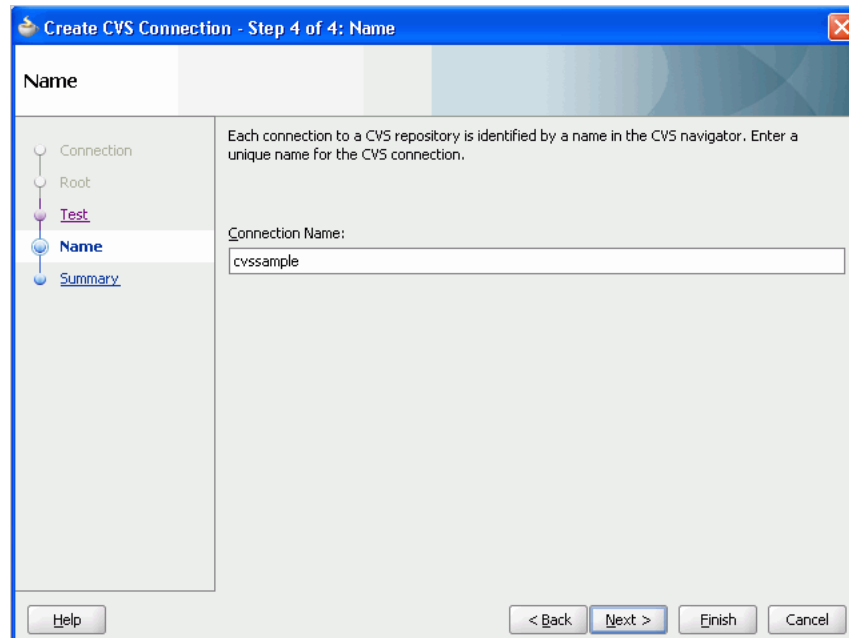 Create CVS Connection - Step 4 of 4: Name
Name
Connection
Root
Test
Name
Summary
Each connection to a CVS repository is identified by a name in the CVS navigator. Enter a
unique name for the CVS connection.
Connection Name:
cvssample
Help
< Back
Next >
Finish
Cancel